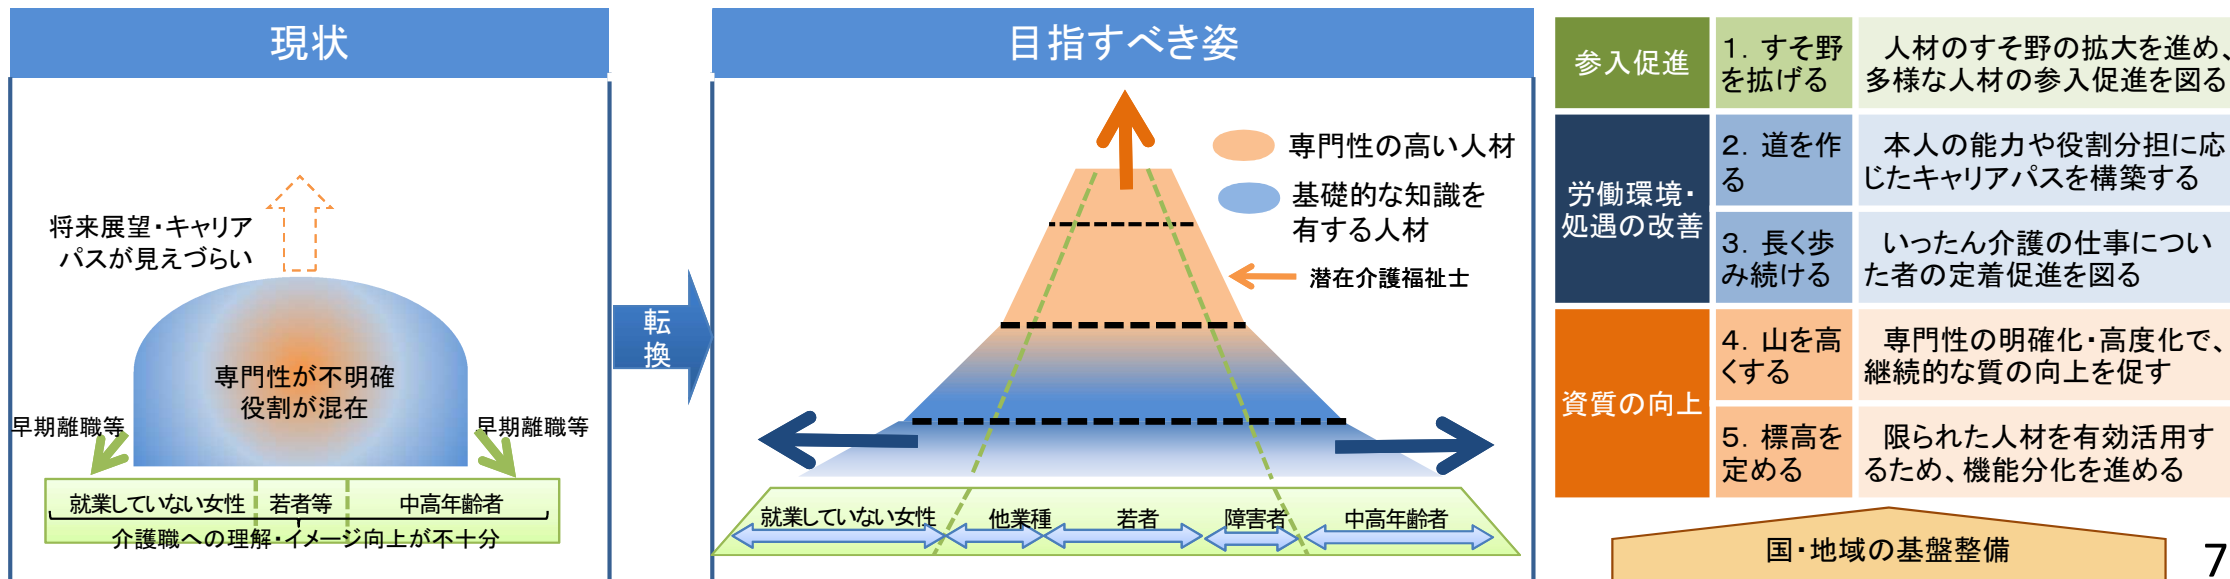 現状
将来展望・キャリア
パスが見えづらい
専門性が不明確
役割が混在
早期離職等
早期離職等
就業していない女性
若者等
中高年齢者
介護職への理解・イメージ向上が不十分
転
換
目指すべき姿
専門性の高い人材
基礎的な知識を
有する人材
潜在介護福祉士
就業していない女性
他業種
若者
障害者
中高年齢者
参入促進
1. すそ野
を拡げる
人材のすそ野の拡大を進め、
多様な人材の参入促進を図る
労働環境・
処遇の改善
2. 道を作
る
本人の能力や役割分担に応
じたキャリアパスを構築する
3. 長く歩
み続ける
いったん介護の仕事につい
た者の定着促進を図る
資質の向上
4. 山を高
くする
専門性の明確化・高度化で、
継続的な質の向上を促す
5. 標高を
定める
限られた人材を有効活用す
るため、機能分化を進める
国・地域の基盤整備
7